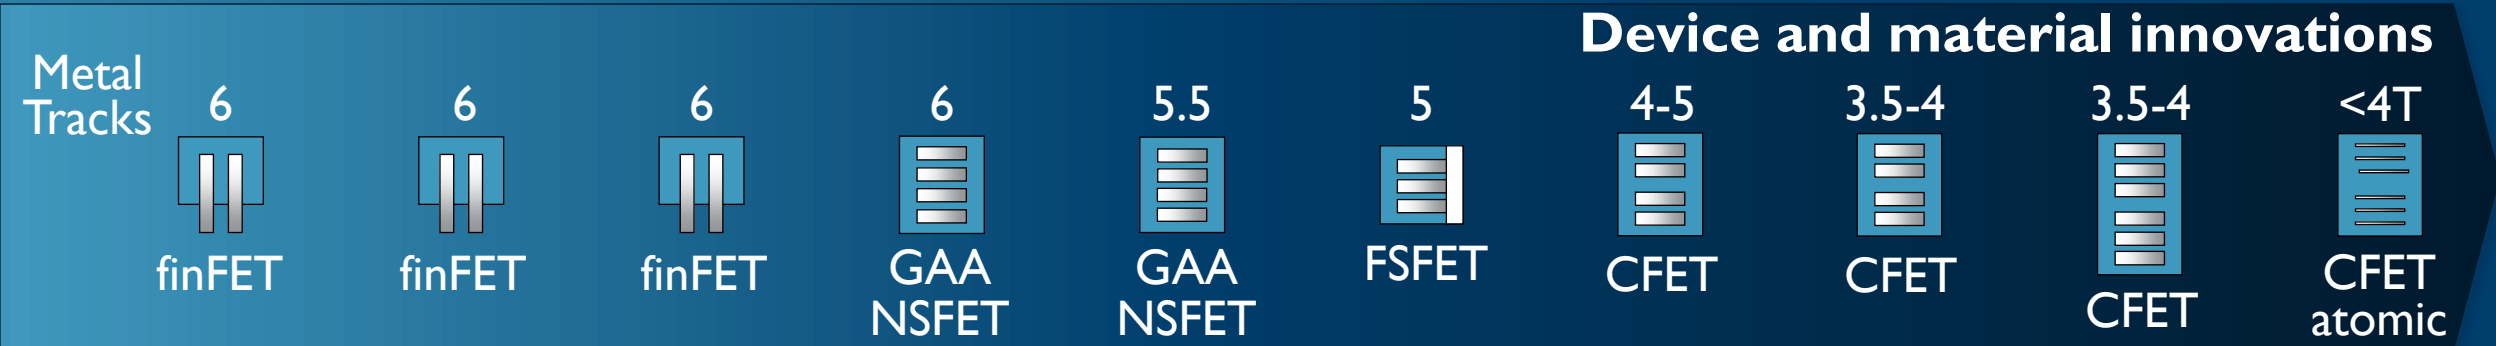 Device and material innovations
Metal
Tracks
6
6
6
6
5.5
5
4-5
3.5-4
3.5-4
<4T
finFET
finFET
finFET
GAA
NSFET
GAA
NSFET
FSFET
CFET
CFET
CFET
CFET
atomic